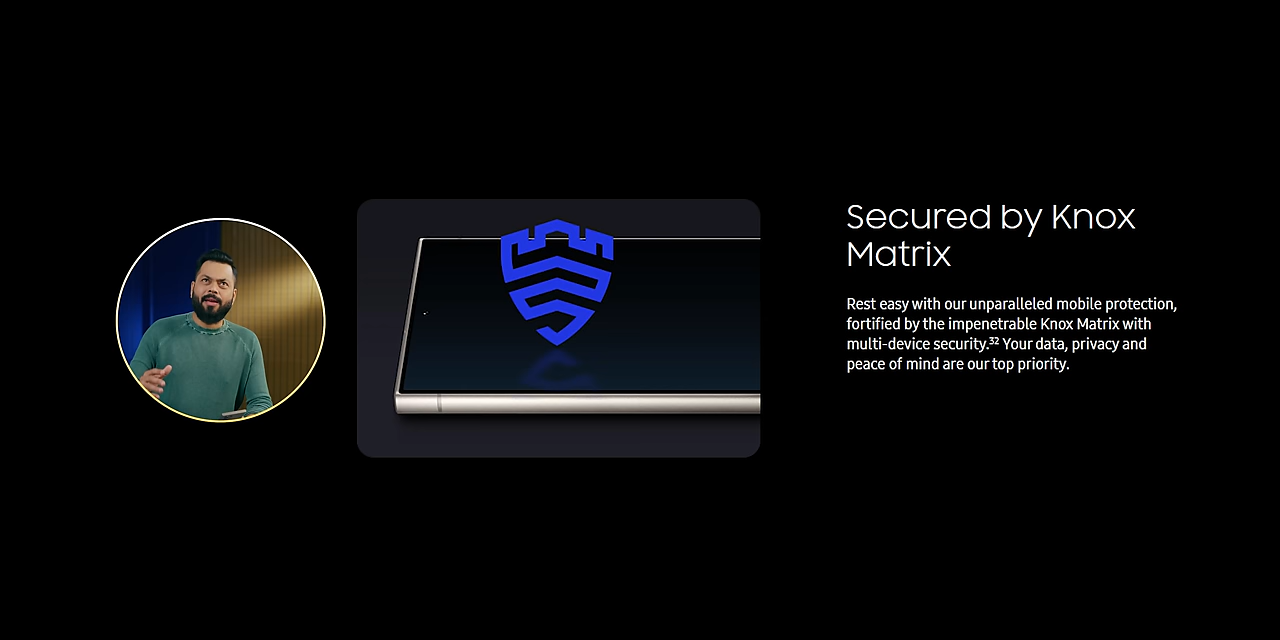 Secured by Knox
Matrix
Rest easy with our unparalleled mobile protection,
fortified by the impenetrable Knox Matrix with
multi-device security.³² Your data, privacy and
peace of mind are our top priority.